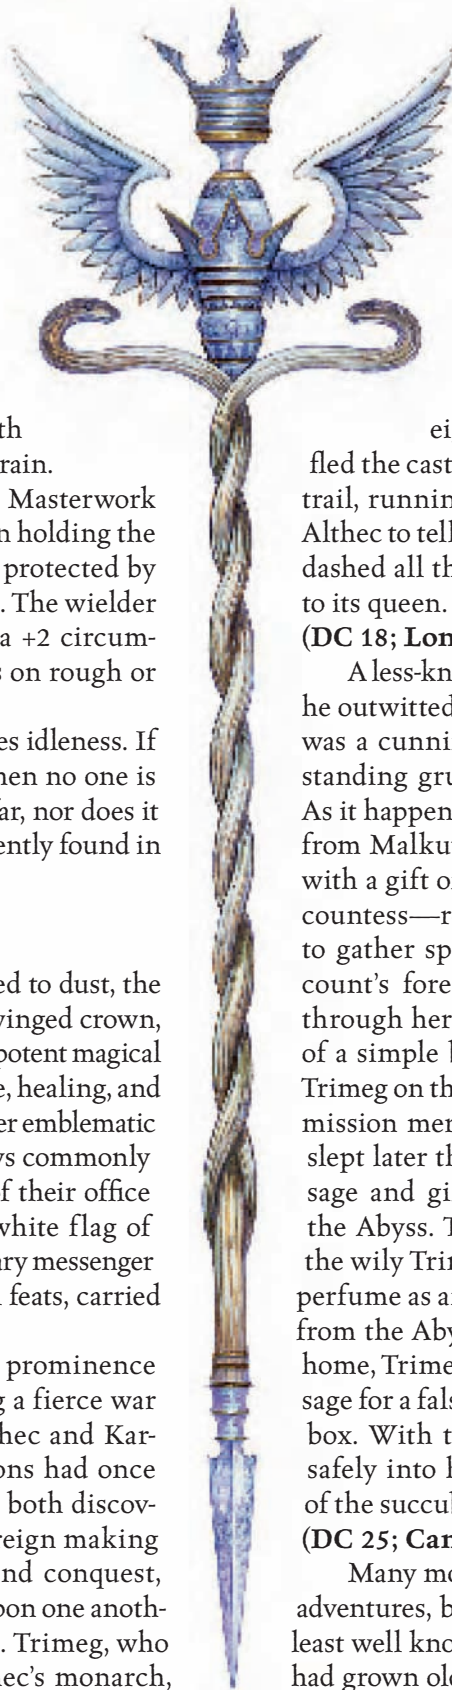 th
rain.
Masterwork
n holding the
protected by
. The wielder
a +2 circum-
s on rough or
es idleness. If
hen no one is
far, nor does it
ently found in
ed to dust, the
vinged crown,
potent magical
e, healing, and
er emblematic
ys commonly
of their office
white flag of
ary messenger
feats, carried
prominence
g a fierce war
hec and Kar-
ons had once
both discov-
reign making
nd conquest,
pon one anoth-
. Trimeg, who
hec's monarch,
ei
fled the cast
trail, runnin
Althec to tell
dashed all th
to its queen.
(DC 18; Lon
A less-kn
he outwitted
was a cunni
standing gru
As it happen
from Malku
with a gift o
countess—r
to gather sp
count's fore
through her
of a simple b
Trimeg on th
mission mer
slept later th
sage and gi
the Abyss. T
the wily Trin
perfume as a
from the Aby
home, Trime
sage for a fals
box. With t
safely into h
of the succub
(DC 25; Car
Many mo
adventures, b
least well kno
had grown old